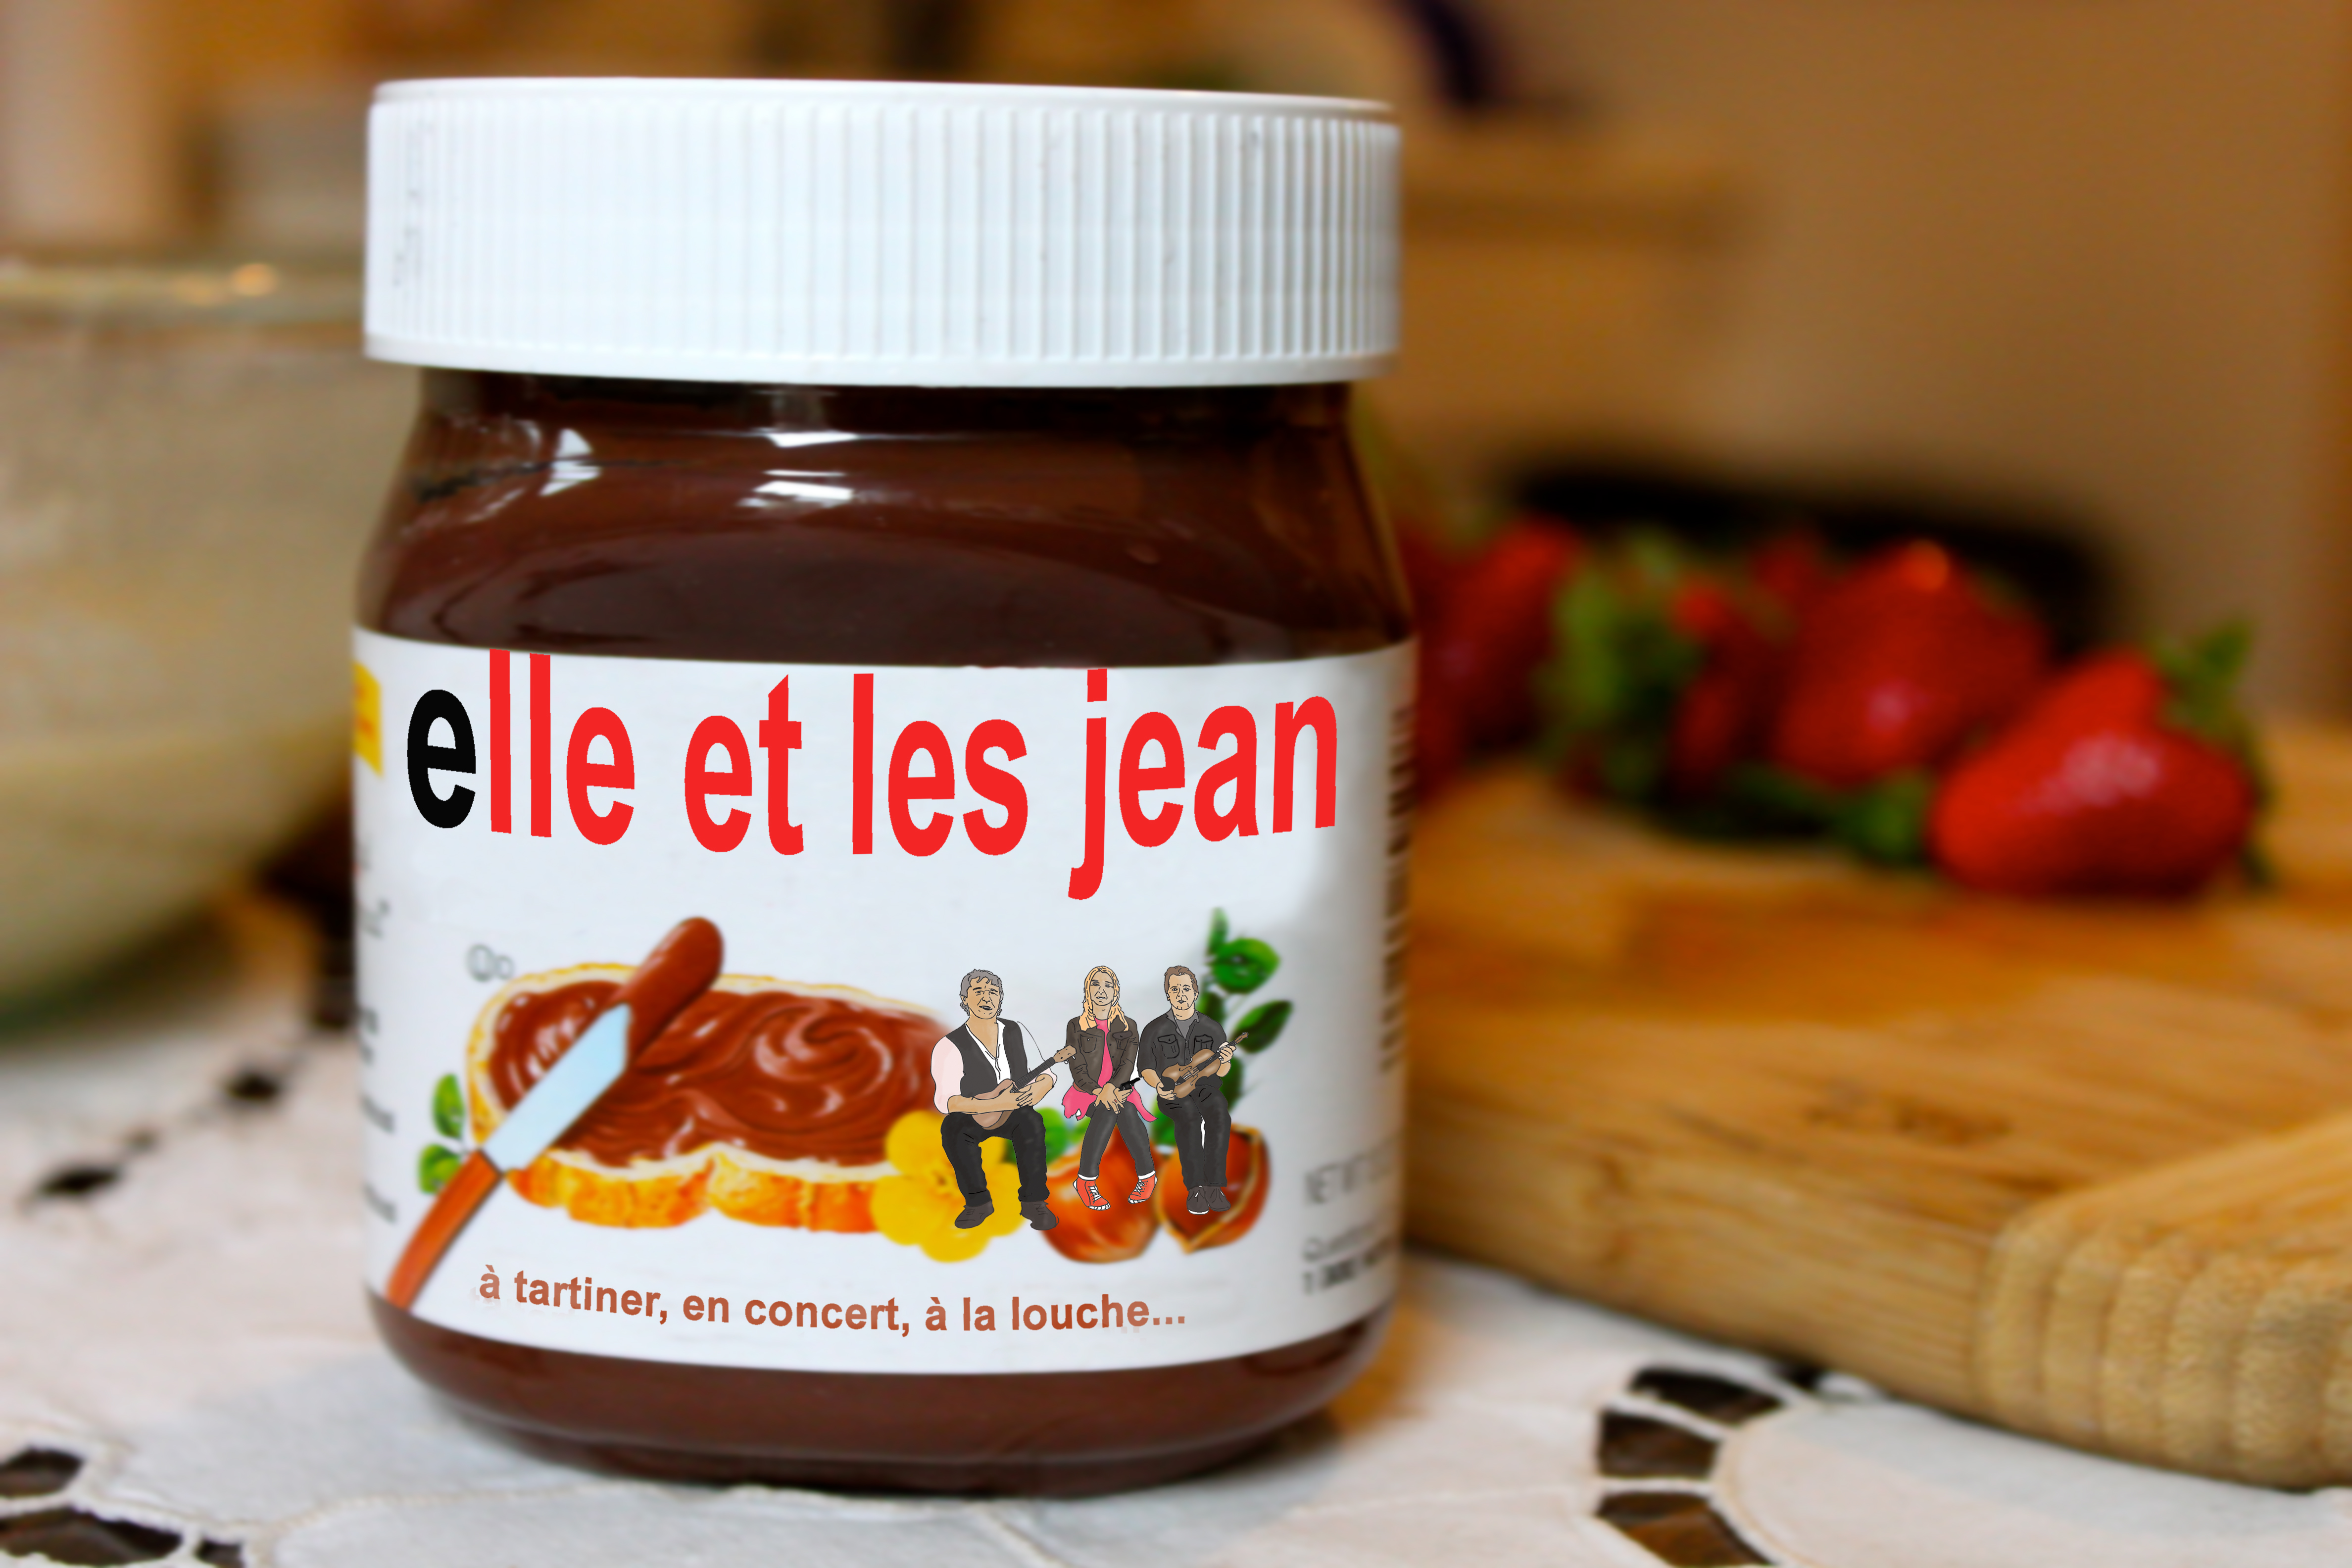 elle et les jean
à tartiner, en concert, à la louche...